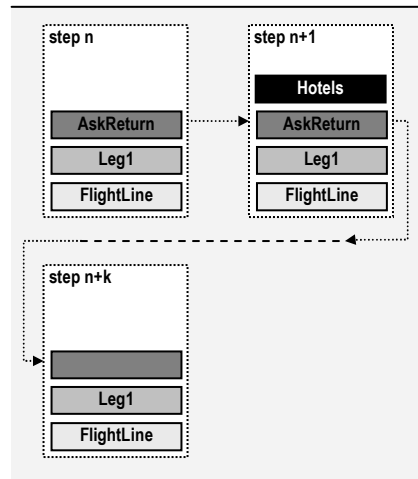 step n
AskReturn
Leg1
FlightLine
step n+1
Hotels
AskReturn
Leg1
FlightLine
step n+k
Leg1
FlightLine